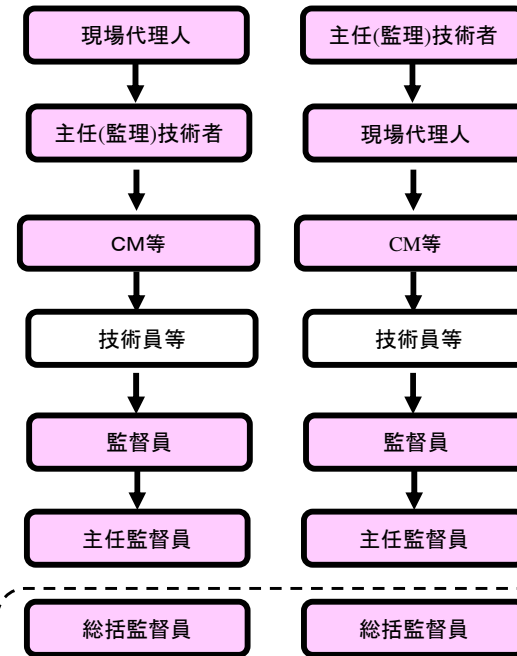 現場代理人
主任(監理)技術者
CM等
技術員等
監督員
主任監督員
総括監督員
主任(監理)技術者
現場代理人
CM等
技術員等
監督員
主任監督員
総括監督員